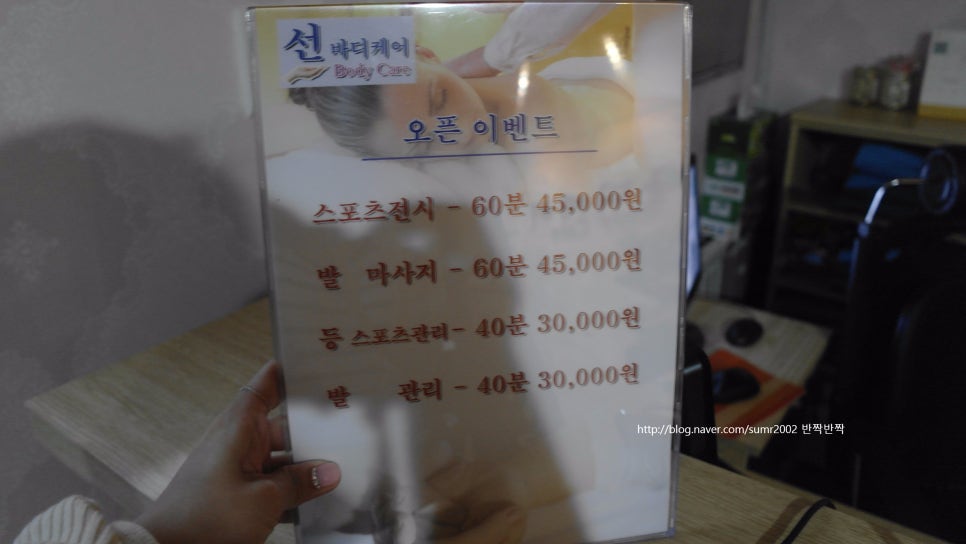 선 바디케어
Body Care
오픈 이벤트
스포츠전시 - 60분 45,000원
발 마사지 - 60분 45,000원
등 스포츠관리 - 40분 30,000원
발 관리 - 40분 30,000원
http://blog.naver.com/sumr2002 반짝반짝